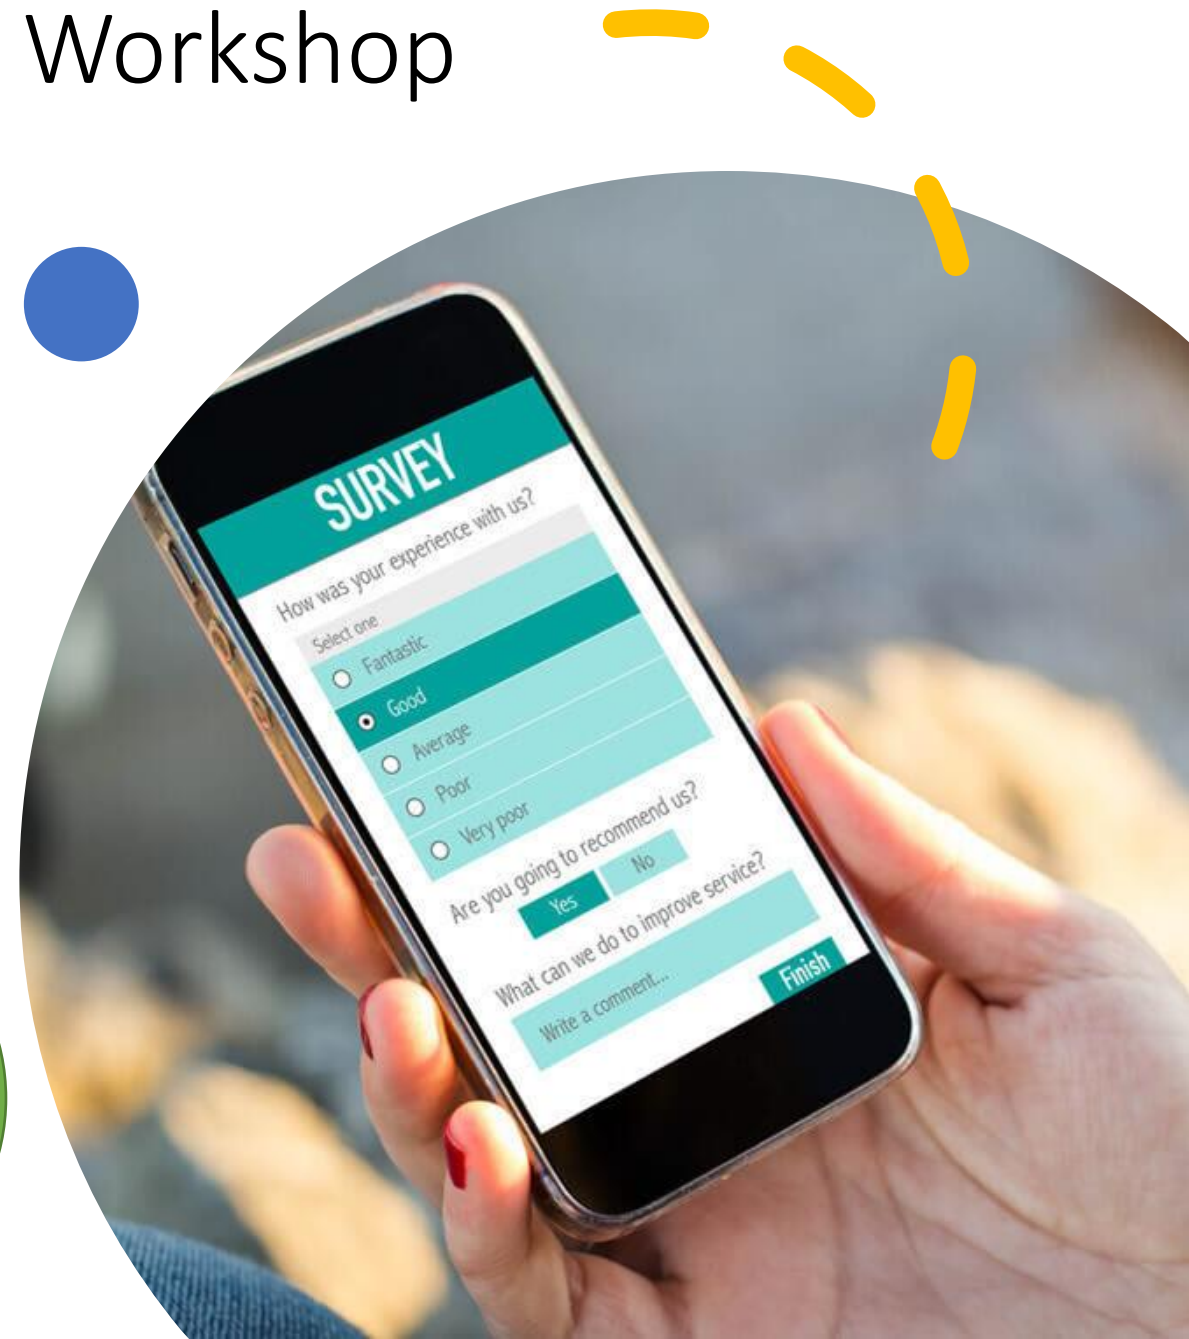 Workshop
SURVEY
How was your experience with us?
Select one
Fantastic
Good
Average
Poor
Very poor
Are you going to recommend us?
Yes No
What can we do to improve service?
Write a comment...
Finish